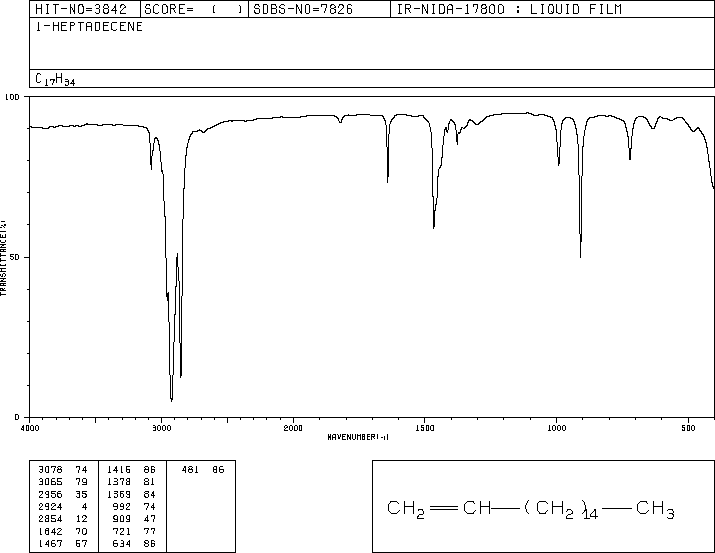 HIT-NO=3842 SCORE= ( ) SDBS-NO=7826 IR-NIDA-17800 : LIQUID FILM
1-HEPTADECENE
C17H34
100
50
0
TRANSMITTANCE(%)
4000 3000 2000 1500 1000 500
WAVENUMBER(-1)
3078 74 1416 86 481 86
3065 79 1378 81
2956 35 1369 84
2924 4 992 74
2854 12 909 47
1642 70 721 77
1467 57 634 86
CH2 CH (CH2)14 CH3